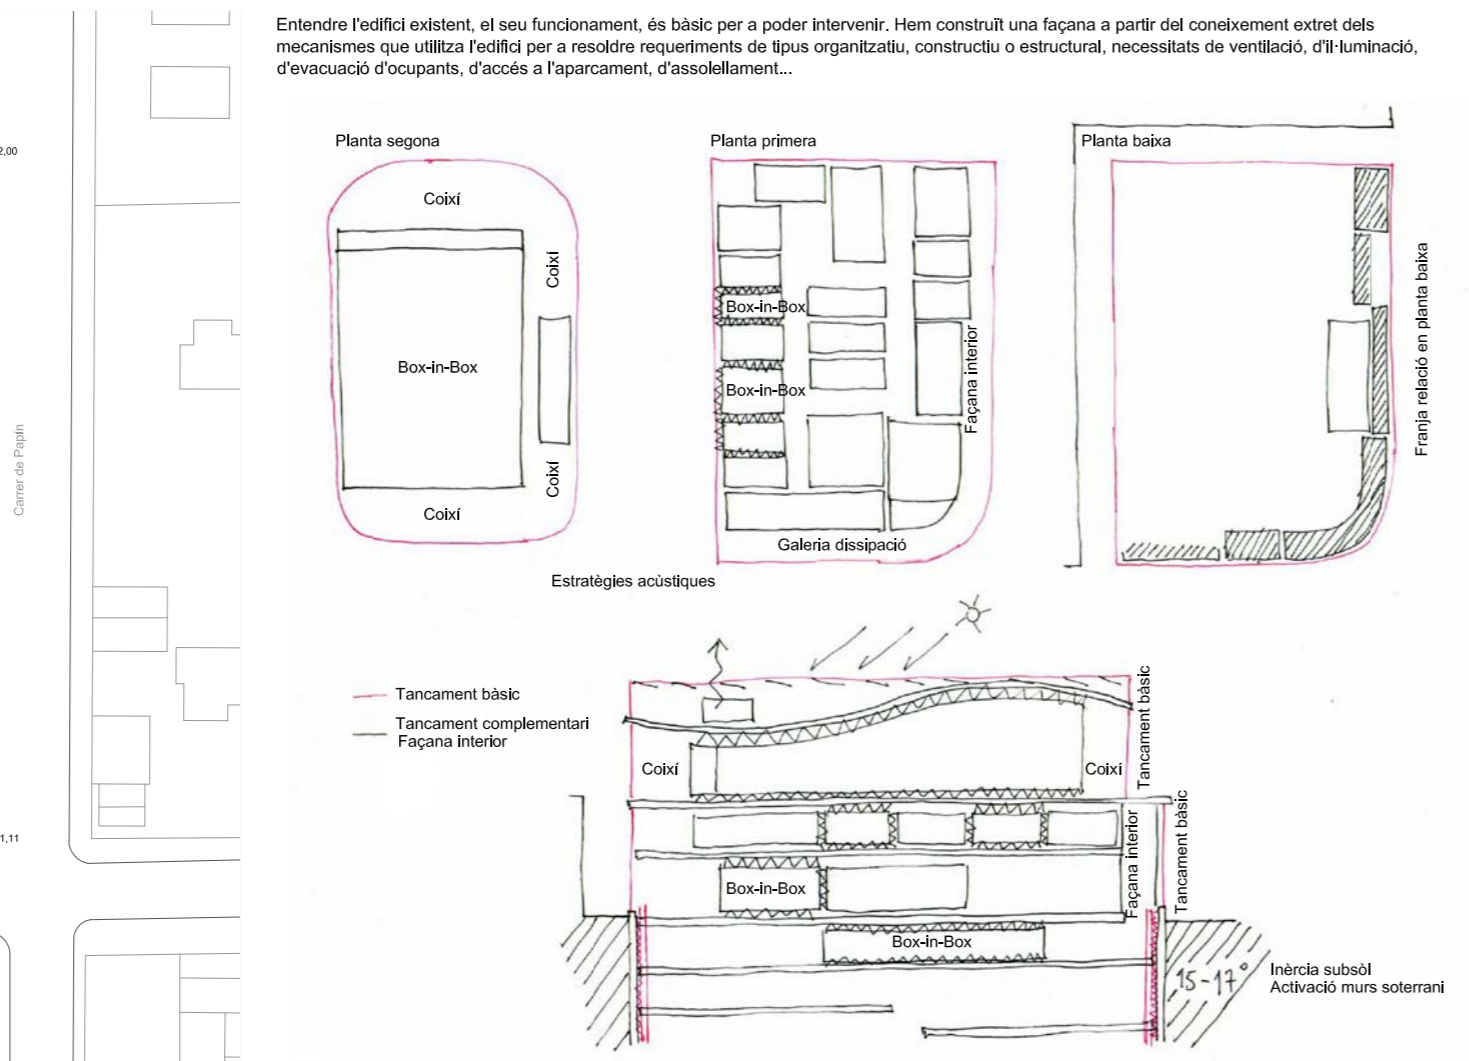 Entendre l'edifici existent, el seu funcionament, és bàsic per a poder intervenir. Hem construït una façana a partir del coneixement extret dels
mecanismes que utilitza l'edifici per a resoldre requeriments de tipus organitzatiu, constructiu o estructural, necessitats de ventilació, d'il·luminació,
d'evacuació d'ocupants, d'accés a l'aparcament, d'assolellament...
2,00
Carrer de Papín
1,11
Planta segona
Coixí
Coixí
Box-in-Box
Coixí
Coixí
Planta primera
Box-in-Box
Box-in-Box
Façana interior
Galeria dissipació
Planta baixa
Franja relació en planta baixa
Estratègies acústiques
Tancament bàsic
Tancament complementari
Façana interior
Coixí
Coixí
Tancament bàsic
Façana interior
Tancament bàsic
Box-in-Box
Box-in-Box
15-17°
Inèrcia subsòl
Activació murs soterrani